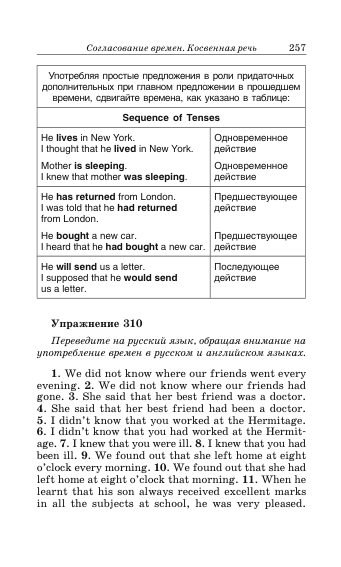 Согласование времен. Косвенная речь 257
Употребляя простые предложения в роли придаточных
дополнительных при главном предложении в прошедшем
времени, сдвигайте времена, как указано в таблице:
Sequence of Tenses
He lives in New York. Одновременное
I thought that he lived in New York. действие
Mother is sleeping. Одновременное
I knew that mother was sleeping. действие
He has returned from London. Предшествующее
I was told that he had returned действие
from London.
He bought a new car. Предшествующее
I heard that he had bought a new car. действие
He will send us a letter. Последующее
I supposed that he would send действие
us a letter.
Упражнение 310
Переведите на русский язык, обращая внимание на
употребление времен в русском и английском языках.
1. We did not know where our friends went every
evening. 2. We did not know where our friends had
gone. 3. She said that her best friend was a doctor.
4. She said that her best friend had been a doctor.
5. I didn't know that you worked at the Hermitage.
6. I didn't know that you had worked at the Hermit-
age. 7. I knew that you were ill. 8. I knew that you had
been ill. 9. We found out that she left home at eight
o'clock every morning. 10. We found out that she had
left home at eight o'clock that morning. 11. When he
learnt that his son always received excellent marks
in all the subjects at school, he was very pleased.